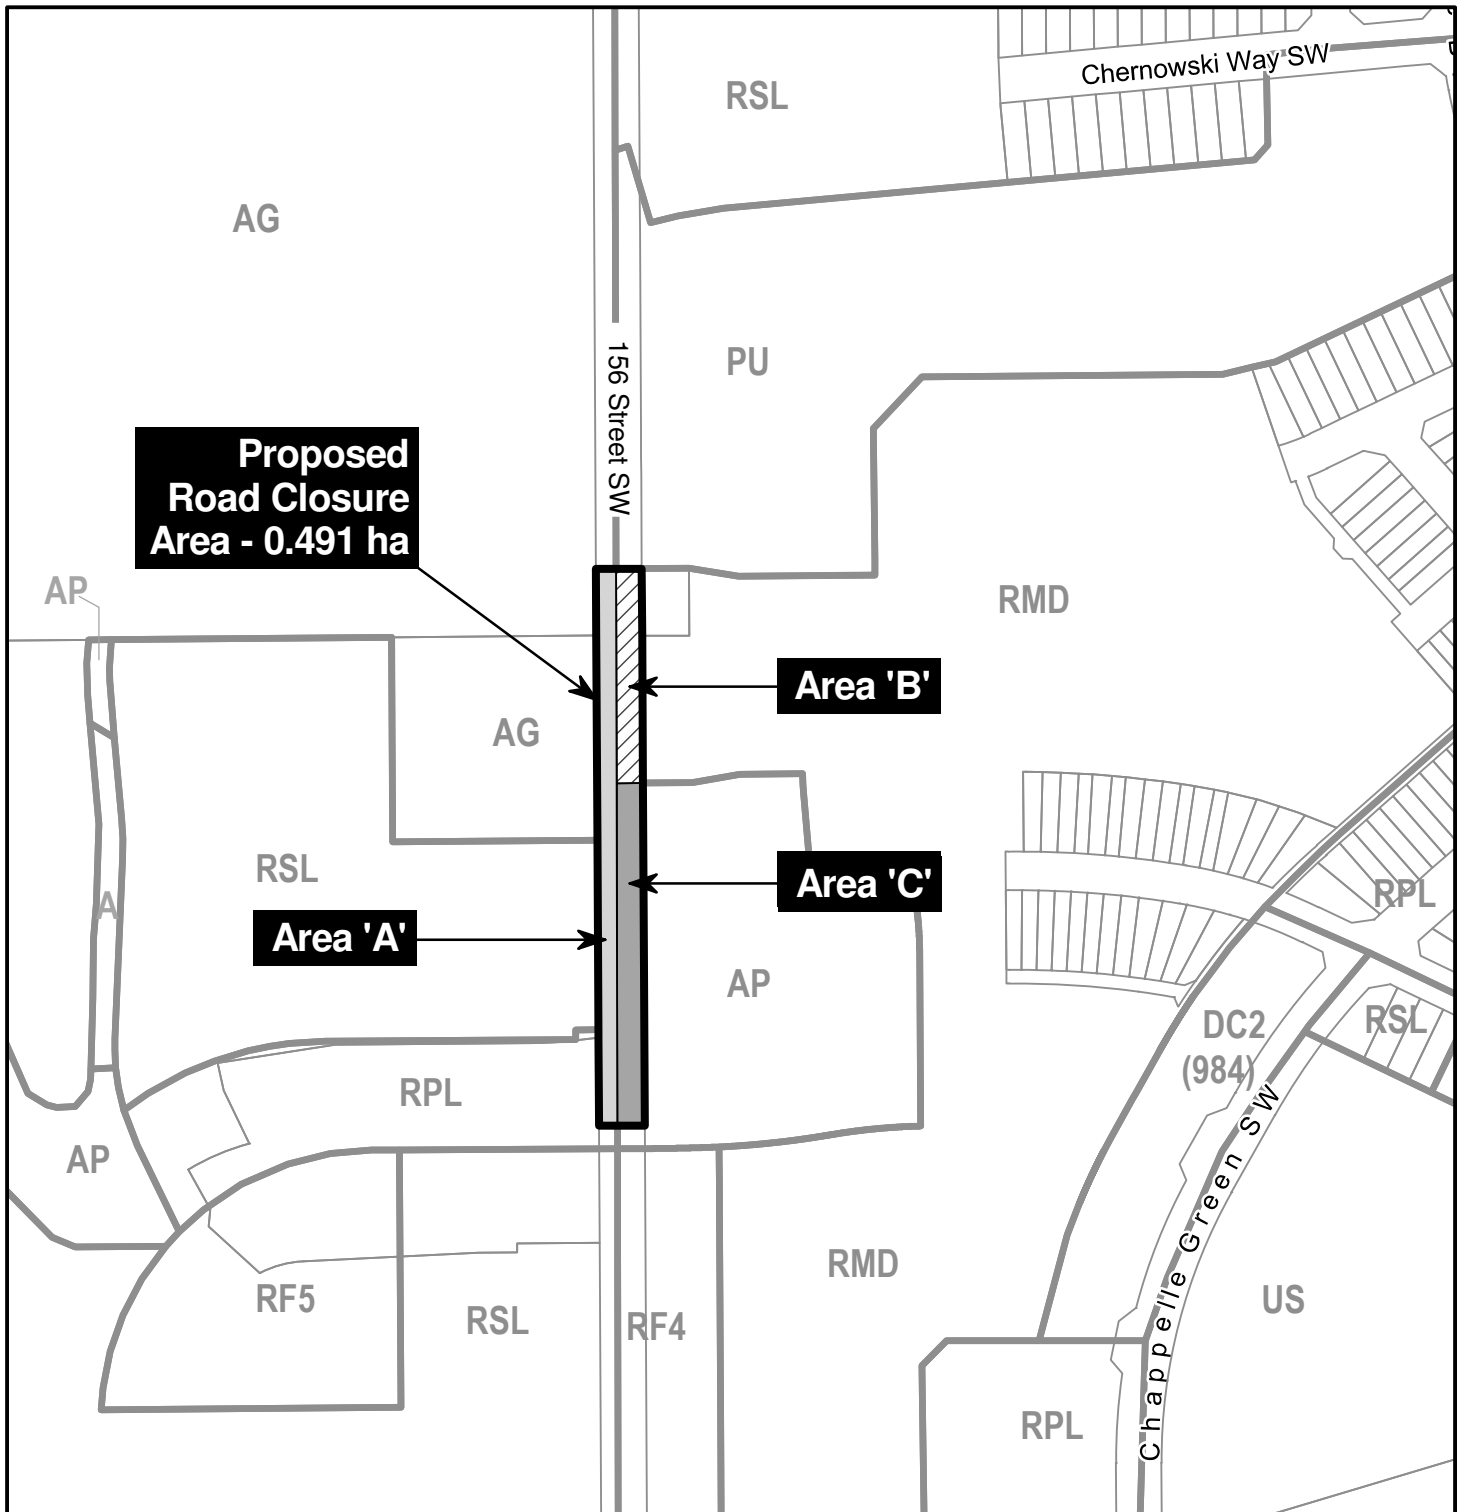 Chernowski Way SW
RSL
AG
156 Street SW
PU
Proposed
Road Closure
Area - 0.491 ha
AP
RMD
Area 'B'
AG
RSL
Area 'C'
RPL
A
Area 'A'
AP
DC2
(984)
RSL
RPL
AP
Chappelle Green SW
RMD
RF5
US
RSL
RF4
RPL